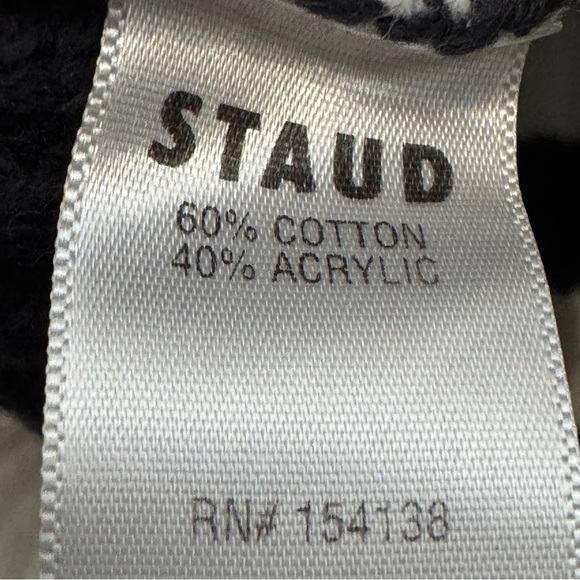 STAUD
60% COTTON
40% ACRYLIC
RN# 154138